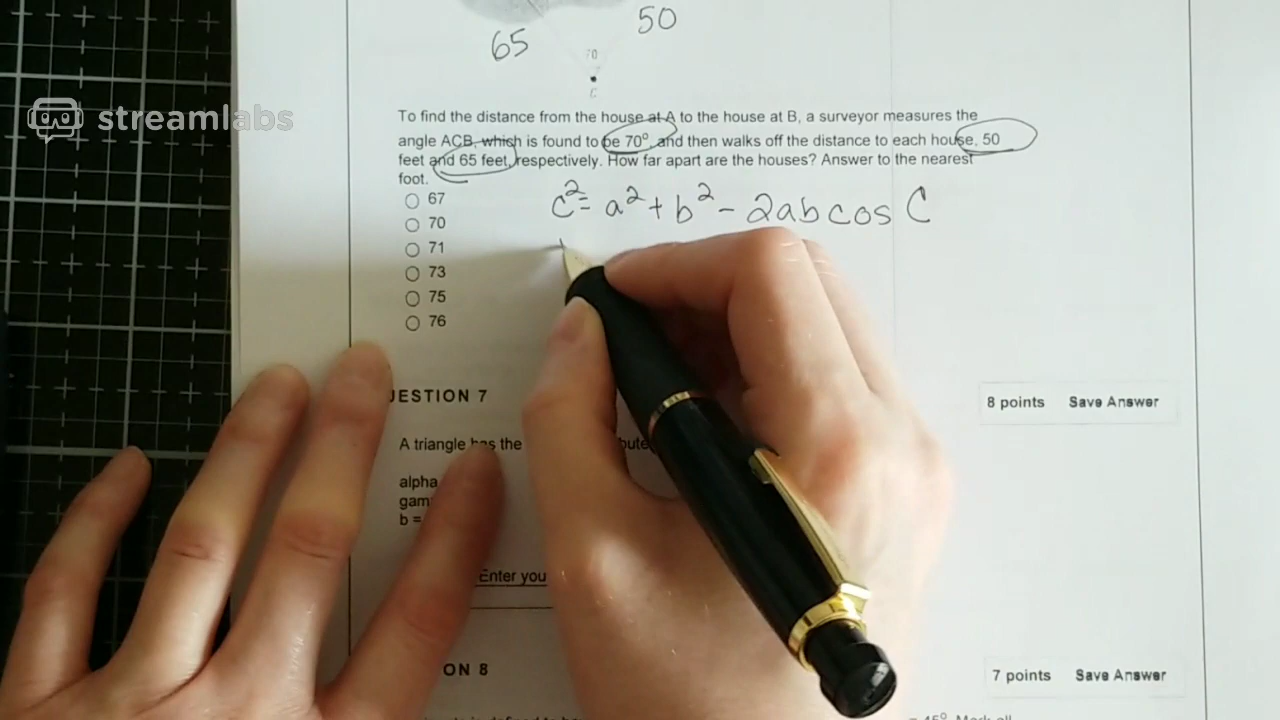 50
65
70
C
streamlabs
To find the distance from the house at A to the house at B, a surveyor measures the
angle ACB, which is found to be 70º, and then walks off the distance to each house, 50
feet and 65 feet, respectively. How far apart are the houses? Answer to the nearest
foot.
c² = a² + b² - 2ab cos C
67
70
71
73
75
76
ESTION 7
8 points Save Answer
A triangle has the
alpha
b =
Enter you
ON 8
7 points Save Answer